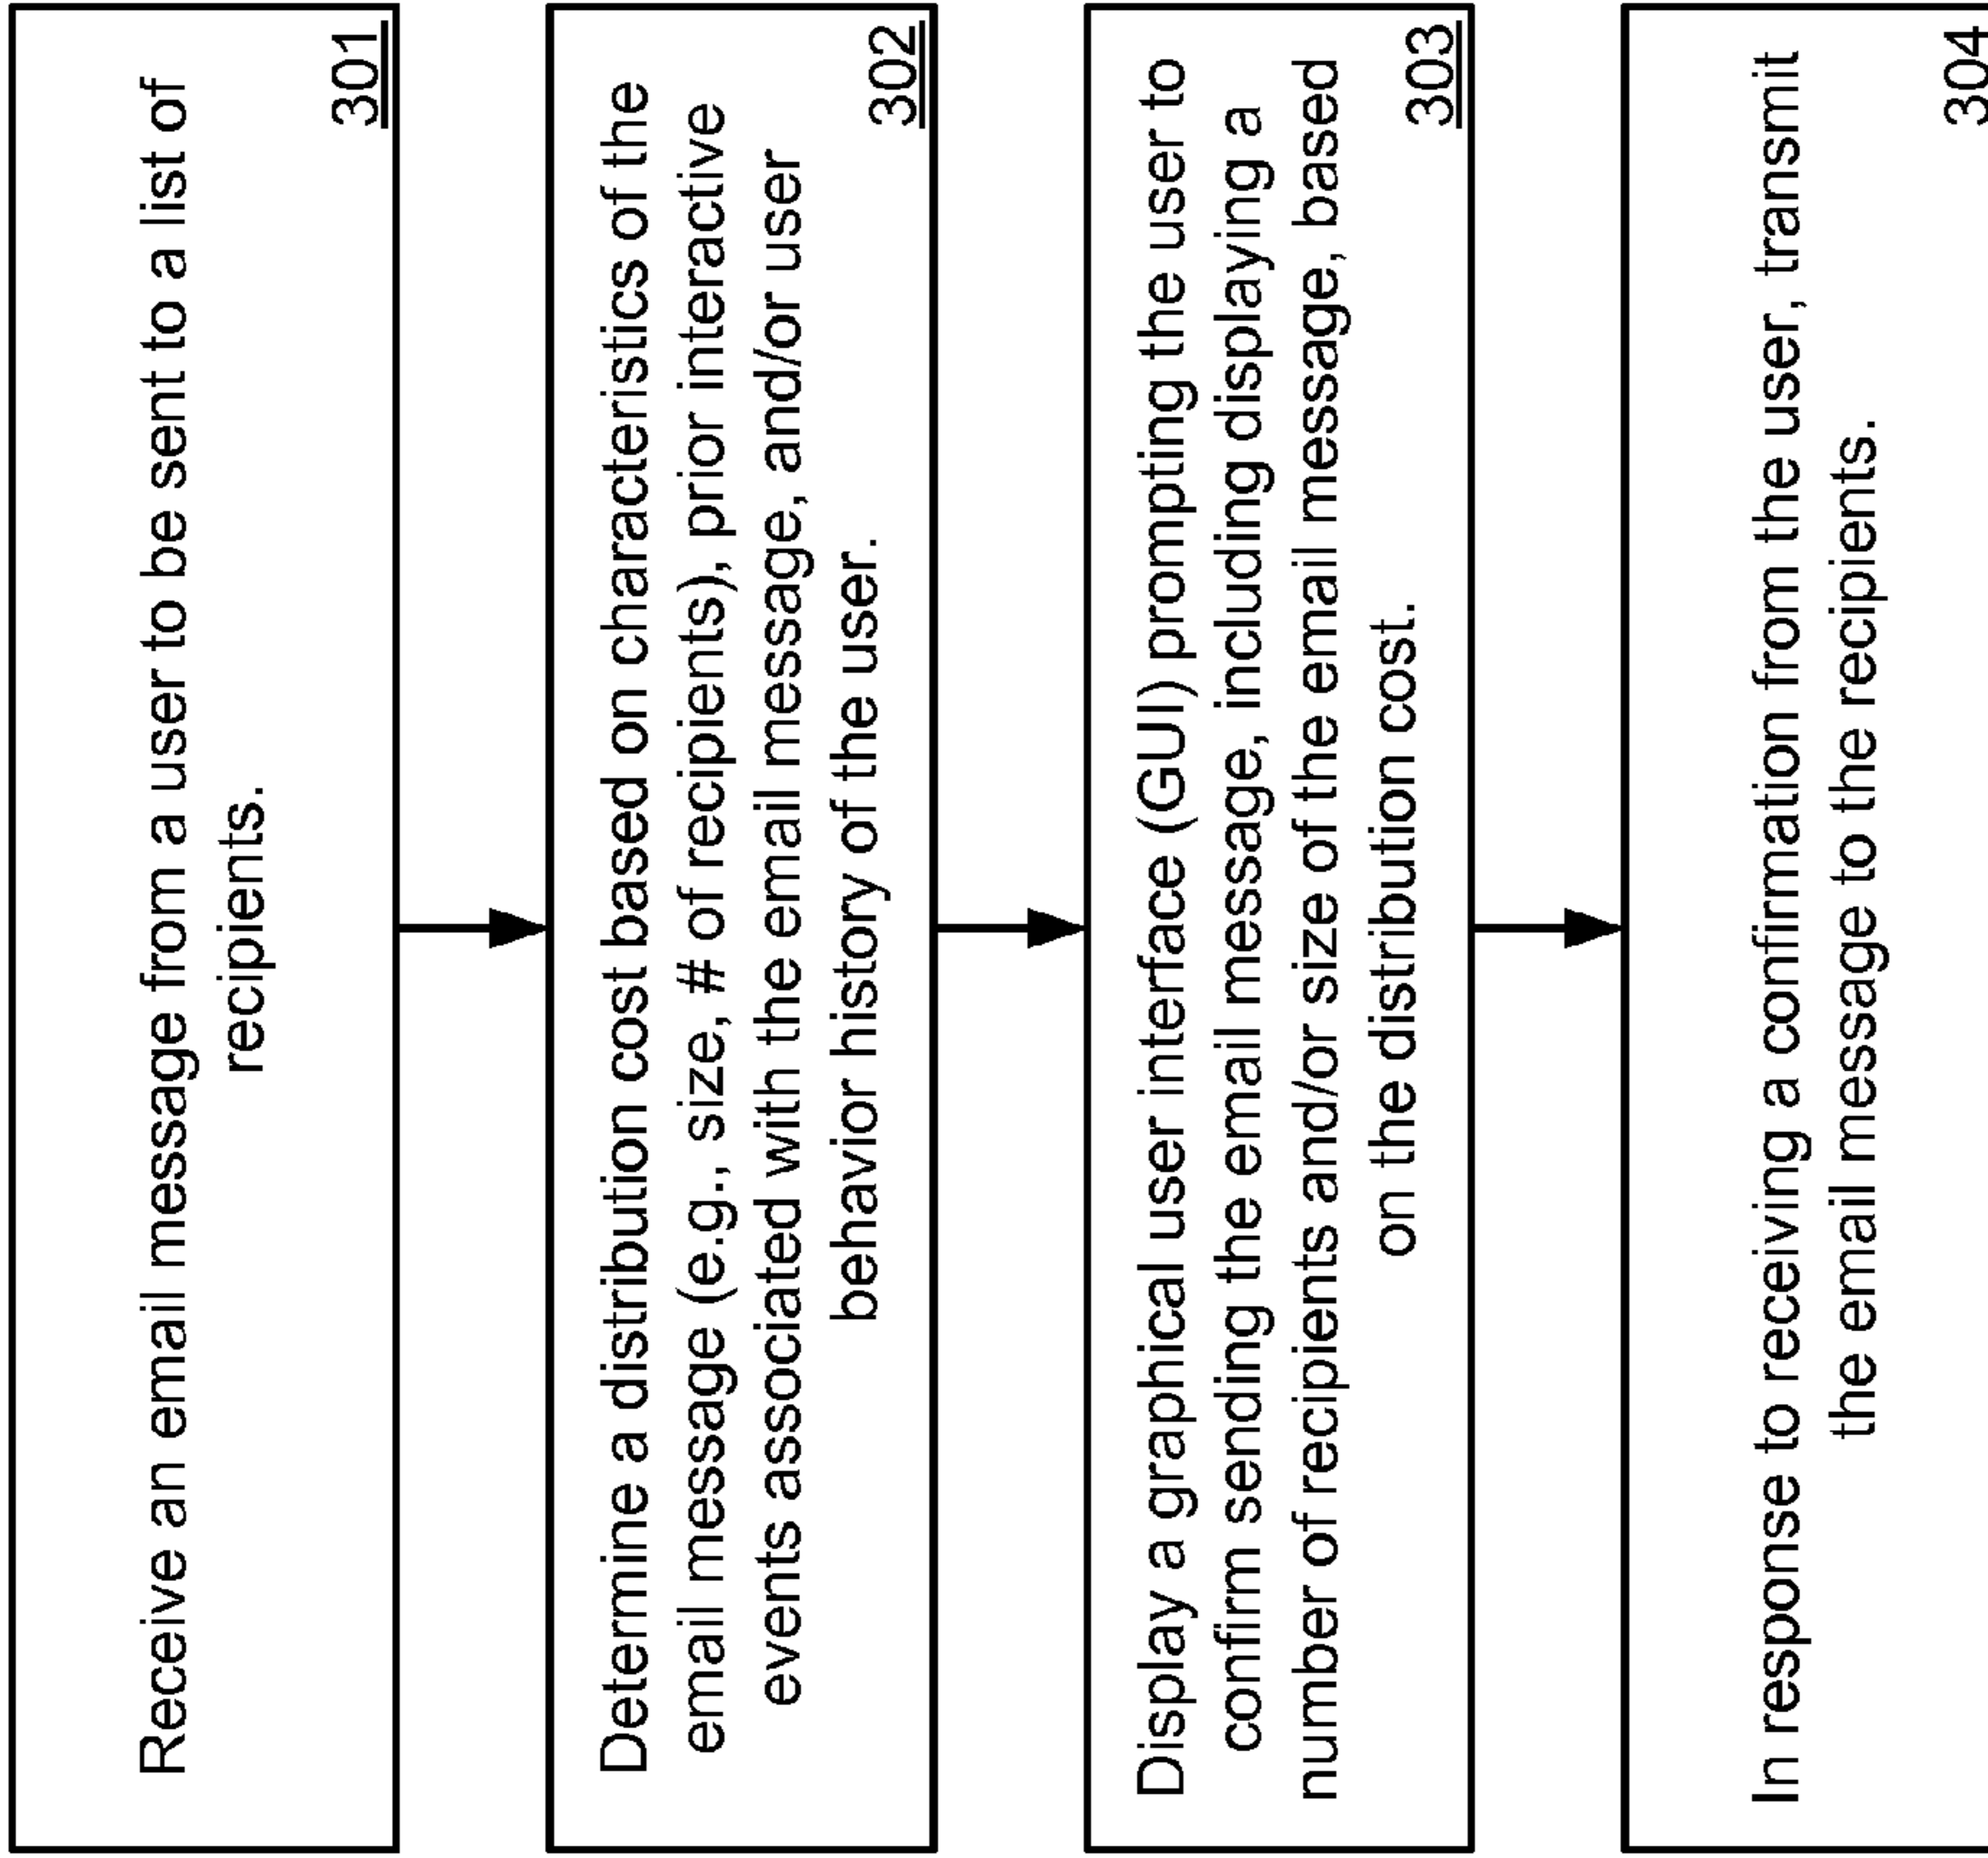 Receive an email message from a user to be sent to a list of
recipients.
301
Determine a distribution cost based on characteristics of the
email message (e.g., size, # of recipients), prior interactive
events associated with the email message, and/or user
behavior history of the user.
302
Display a graphical user interface (GUI) prompting the user to
confirm sending the email message, including displaying a
number of recipients and/or size of the email message, based
on the distribution cost.
303
In response to receiving a confirmation from the user, transmit
the email message to the recipients.
304